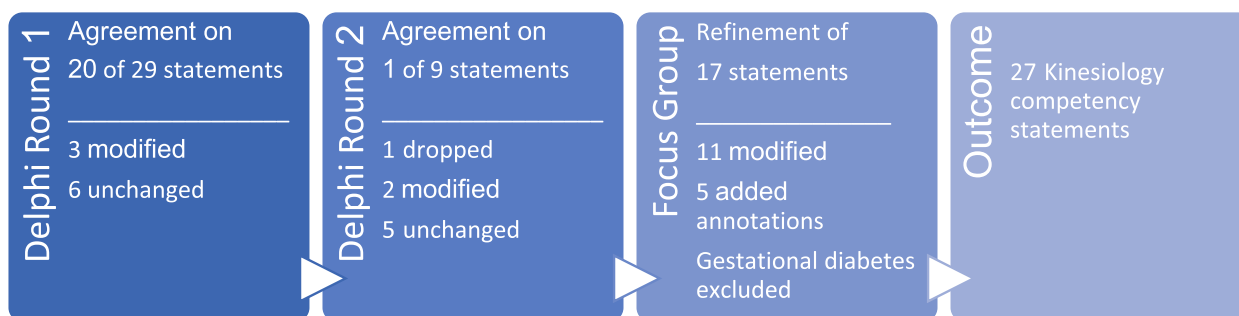 Delphi Round 1
Agreement on
20 of 29 statements
3 modified
6 unchanged
Delphi Round 2
Agreement on
1 of 9 statements
1 dropped
2 modified
5 unchanged
Focus Group
Refinement of
17 statements
11 modified
5 added
annotations
Gestational diabetes
excluded
Outcome
27 Kinesiology
competency
statements